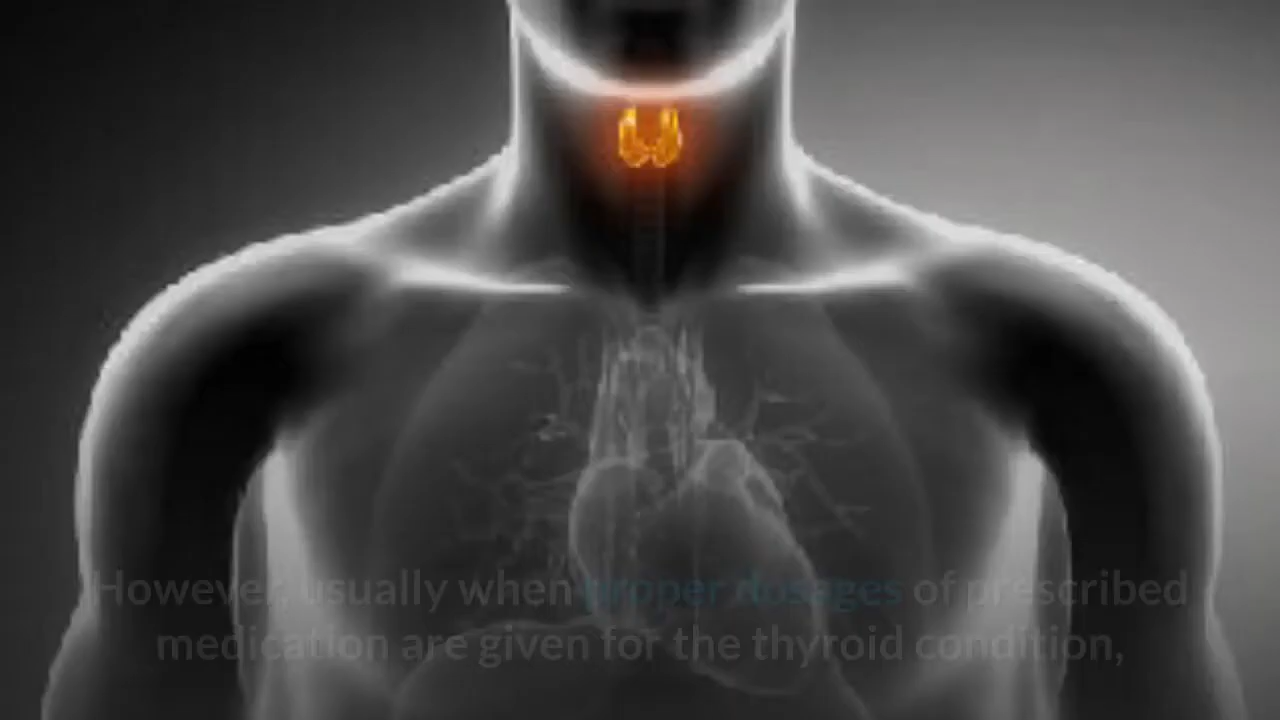 However, usually when proper dosages of prescribed
medication are given for the thyroid condition,